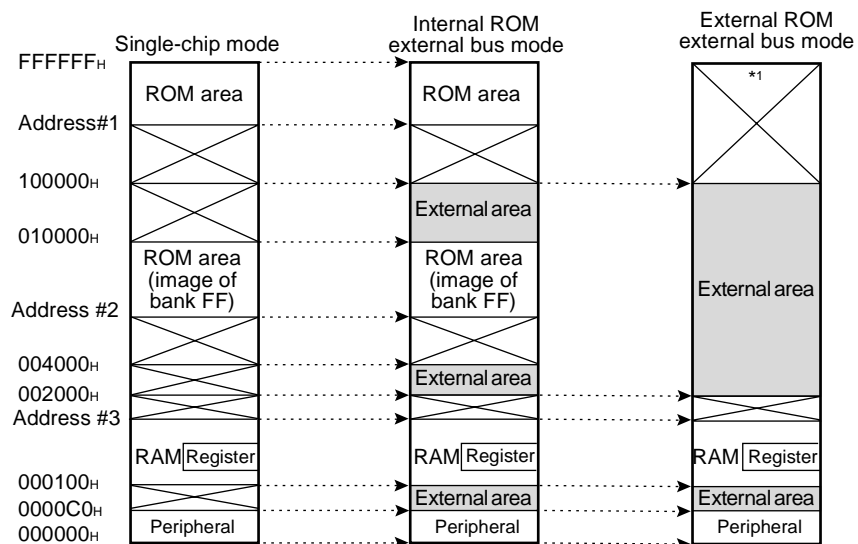 Single-chip mode
Internal ROM
external bus mode
External ROM
external bus mode
FFFFFFH
Address#1
100000H
010000H
Address #2
004000H
002000H
Address #3
000100H
0000C0H
000000H
ROM area
ROM area
(image of
bank FF)
RAM Register
Peripheral
ROM area
External area
ROM area
(image of
bank FF)
External area
RAM Register
External area
Peripheral
*1
External area
RAM Register
External area
Peripheral